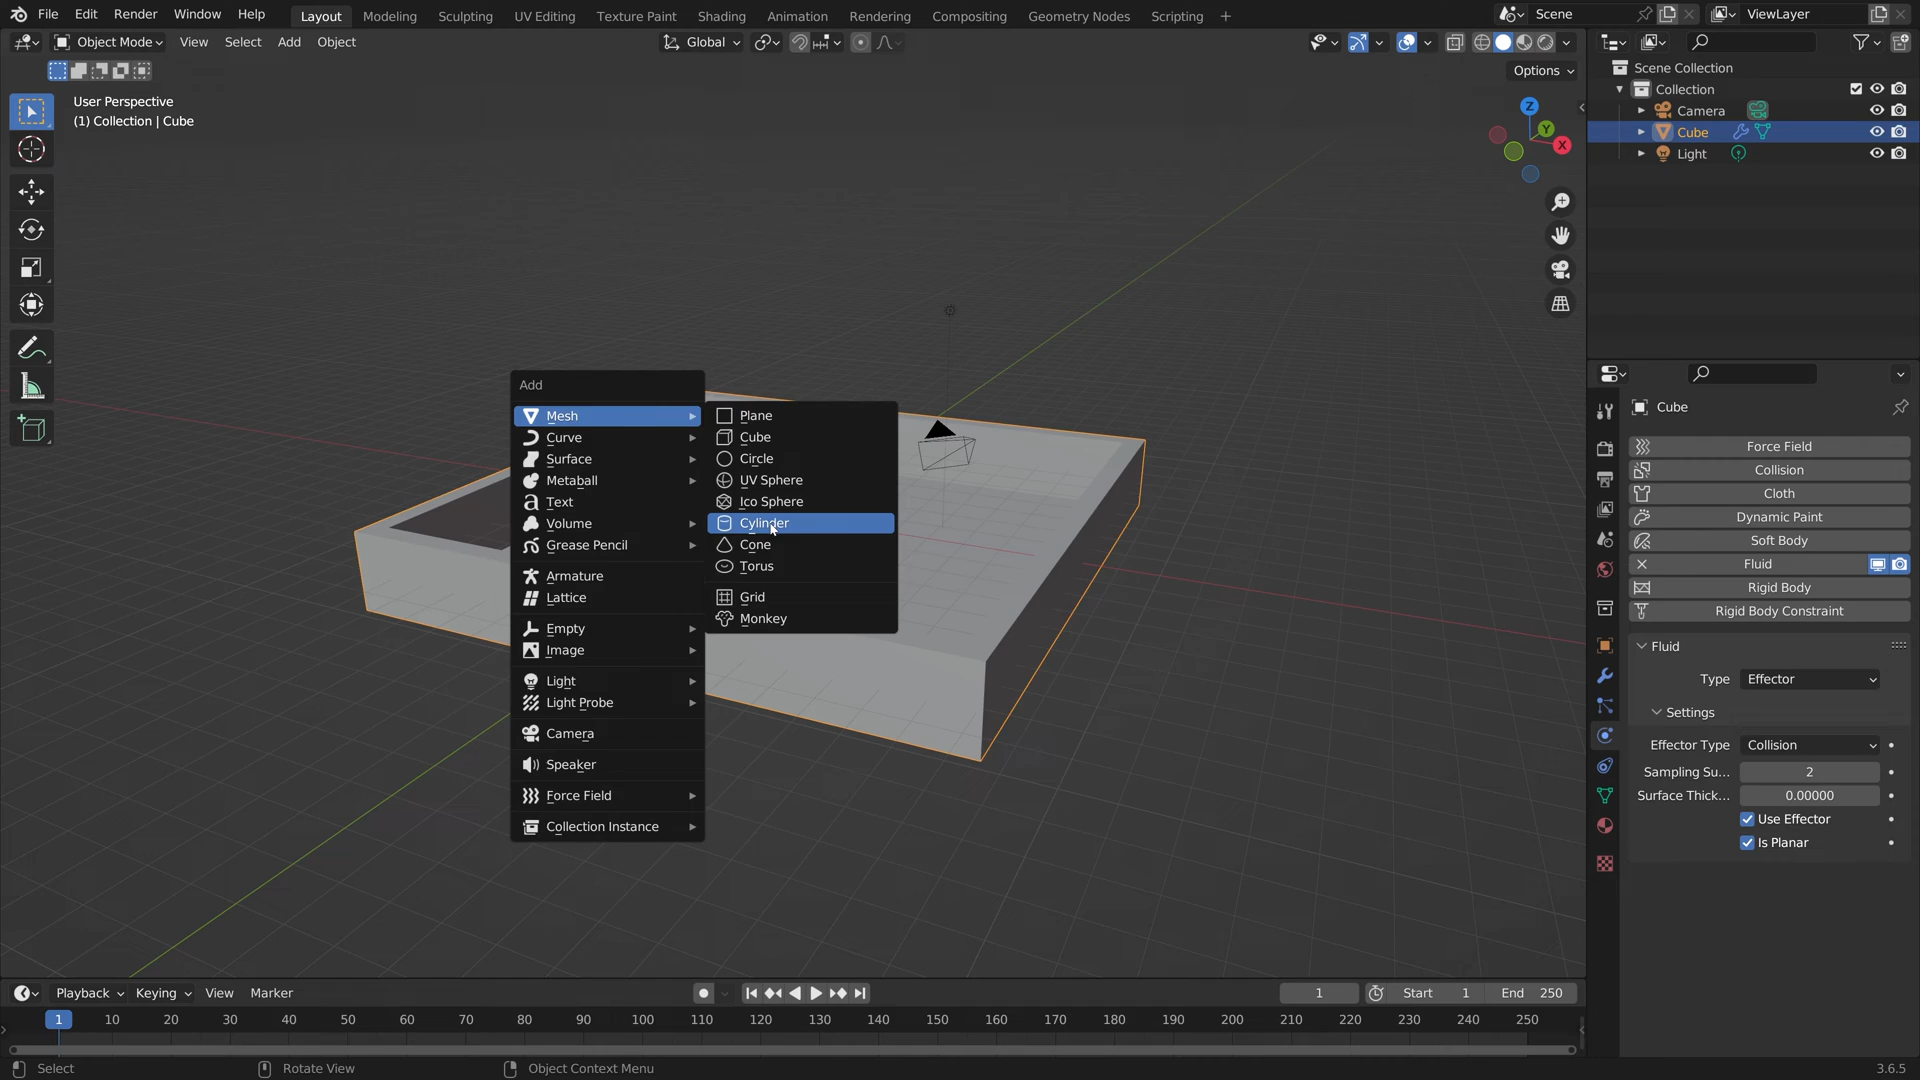 File Edit Render Window Help Layout Modeling Sculpting UV Editing Texture Paint Shading Animation Rendering Compositing Geometry Nodes Scripting + Scene ViewLayer
Object Mode View Select Add Object Global
Options
User Perspective
(1) Collection | Cube
Z
Y
X
Scene Collection
Collection
Camera
Cube
Light
Add
Mesh
Curve
Surface
Metaball
Text
Volume
Grease Pencil
Armature
Lattice
Empty
Image
Light
Light Probe
Camera
Speaker
Force Field
Collection Instance
Plane
Cube
Circle
UV Sphere
Ico Sphere
Cylinder
Cone
Torus
Grid
Monkey
Cube
Force Field
Collision
Cloth
Dynamic Paint
Soft Body
Fluid
Rigid Body
Rigid Body Constraint
Fluid
Type Effector
Settings
Effector Type Collision
Sampling Su... 2
Surface Thick... 0.00000
Use Effector
Is Planar
Playback Keying View Marker 1 Start 1 End 250
1 10 20 30 40 50 60 70 80 90 100 110 120 130 140 150 160 170 180 190 200 210 220 230 240 250
Select Rotate View Object Context Menu 3.6.5